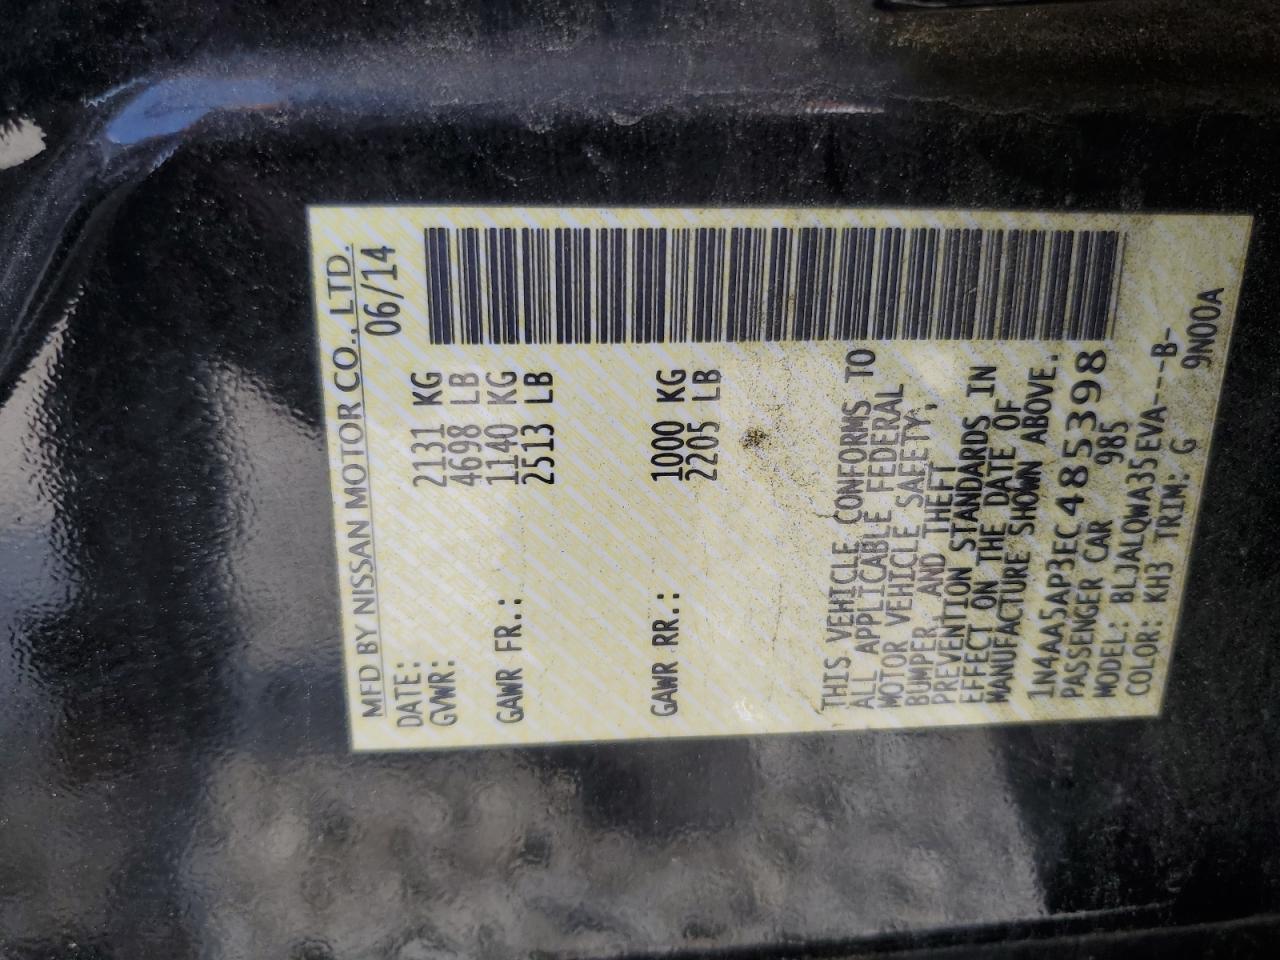 MFD BY NISSAN MOTOR CO., LTD.
DATE: 06/14
GVWR: 2131 KG
4698 LB
GAWR FR.: 1140 KG
2513 LB
GAWR RR.: 1000 KG
2205 LB
THIS VEHICLE CONFORMS TO
ALL APPLICABLE FEDERAL
MOTOR VEHICLE SAFETY,
BUMPER, AND THEFT
PREVENTION STANDARDS IN
EFFECT ON THE DATE OF
MANUFACTURE SHOWN ABOVE.
1N4AA5AP3EC485398
PASSENGER CAR 985
MODEL: BLJALQWA35EVA---B-
COLOR: KH3 TRIM: G 9N00A